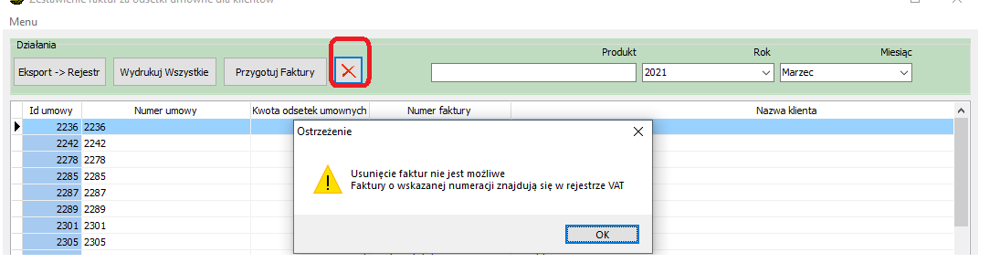 Zestawienie faktur za odsetki umowne dla klientów
Menu
Działania
Eksport -> Rejestr Wydrukuj Wszystkie Przygotuj Faktury
Produkt Rok Miesiąc
2021 Marzec
Id umowy Numer umowy Kwota odsetek umownych Numer faktury Nazwa klienta
2236 2236
2242 2242
2278 2278
2285 2285
2287 2287
2289 2289
2301 2301
2305 2305
Ostrzeżenie
Usunięcie faktur nie jest możliwe
Faktury o wskazanej numeracji znajdują się w rejestrze VAT
OK